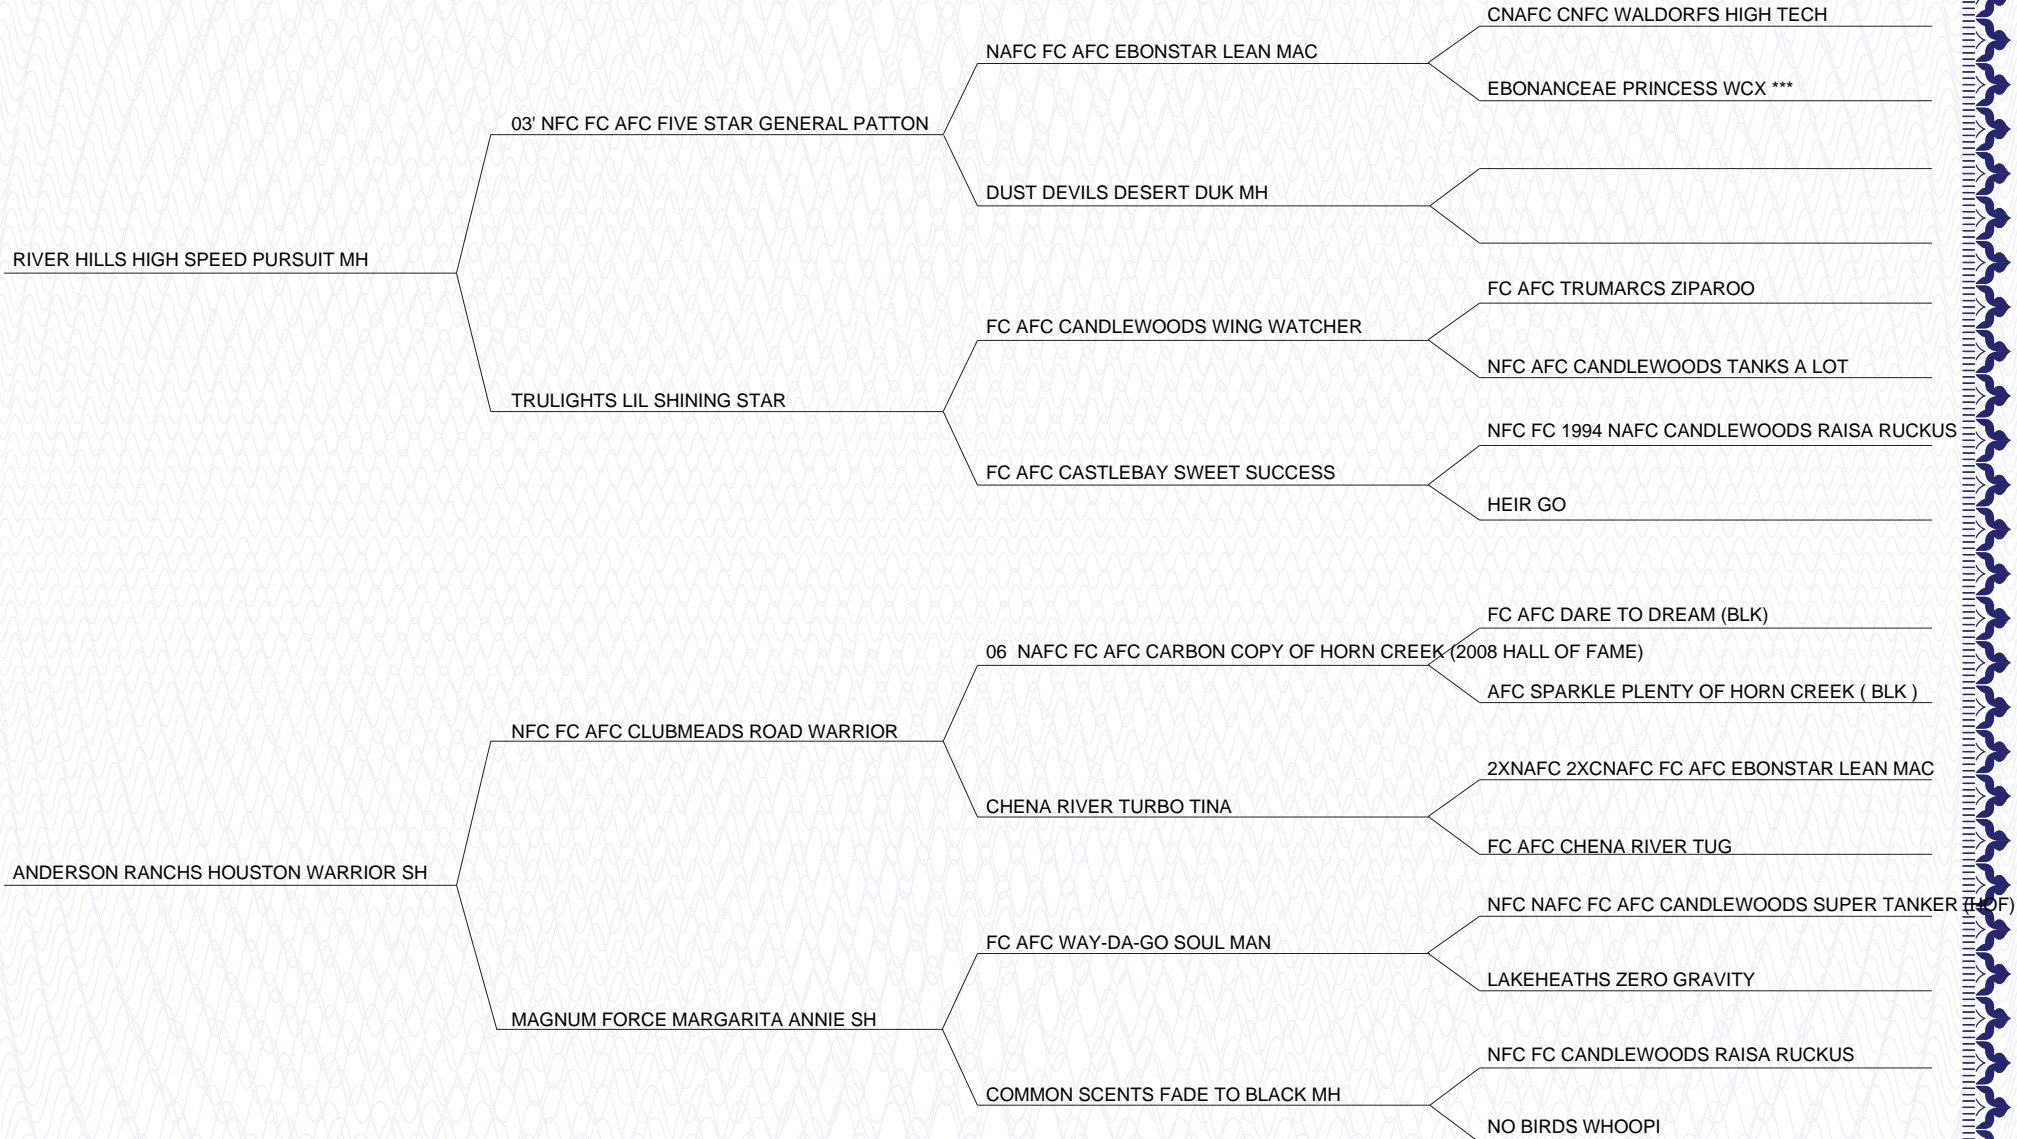 CNAFC CNFC WALDORFS HIGH TECH
NAFC FC AFC EBONSTAR LEAN MAC
EBONANCEAE PRINCESS WCX ***
03' NFC FC AFC FIVE STAR GENERAL PATTON
DUST DEVILS DESERT DUK MH
RIVER HILLS HIGH SPEED PURSUIT MH
FC AFC TRUMARCS ZIPAROO
FC AFC CANDLEWOODS WING WATCHER
NFC AFC CANDLEWOODS TANKS A LOT
TRULIGHTS LIL SHINING STAR
NFC FC 1994 NAFC CANDLEWOODS RAISA RUCKUS
FC AFC CASTLEBAY SWEET SUCCESS
HEIR GO
FC AFC DARE TO DREAM (BLK)
06  NAFC FC AFC CARBON COPY OF HORN CREEK (2008 HALL OF FAME)
AFC SPARKLE PLENTY OF HORN CREEK ( BLK )
NFC FC AFC CLUBMEADS ROAD WARRIOR
2XNAFC 2XCNAFC FC AFC EBONSTAR LEAN MAC
CHENA RIVER TURBO TINA
FC AFC CHENA RIVER TUG
ANDERSON RANCHS HOUSTON WARRIOR SH
NFC NAFC FC AFC CANDLEWOODS SUPER TANKER (HOF)
FC AFC WAY-DA-GO SOUL MAN
LAKEHEATHS ZERO GRAVITY
MAGNUM FORCE MARGARITA ANNIE SH
NFC FC CANDLEWOODS RAISA RUCKUS
COMMON SCENTS FADE TO BLACK MH
NO BIRDS WHOOPI